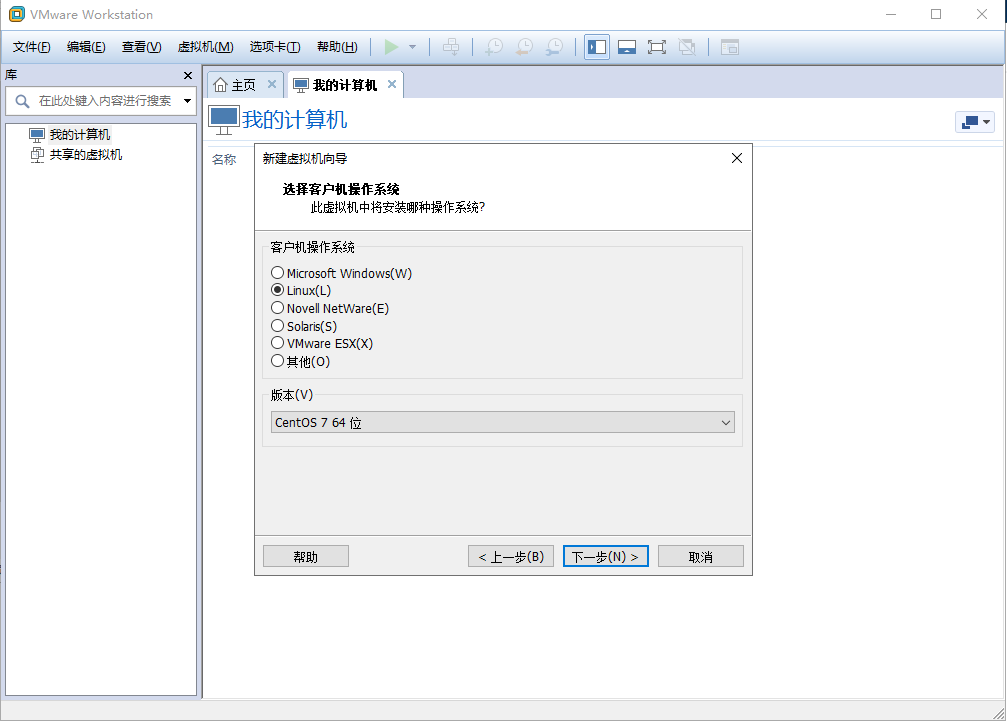 VMware Workstation
文件(F) 编辑(E) 查看(V) 虚拟机(M) 选项卡(T) 帮助(H)
库
在此处键入内容进行搜索
我的计算机
共享的虚拟机
主页 我的计算机
我的计算机
名称
新建虚拟机向导
选择客户机操作系统
此虚拟机中将安装哪种操作系统?
客户机操作系统
Microsoft Windows(W)
Linux(L)
Novell NetWare(E)
Solaris(S)
VMware ESX(X)
其他(O)
版本(V)
CentOS 7 64 位
帮助 < 上一步(B) 下一步(N) > 取消